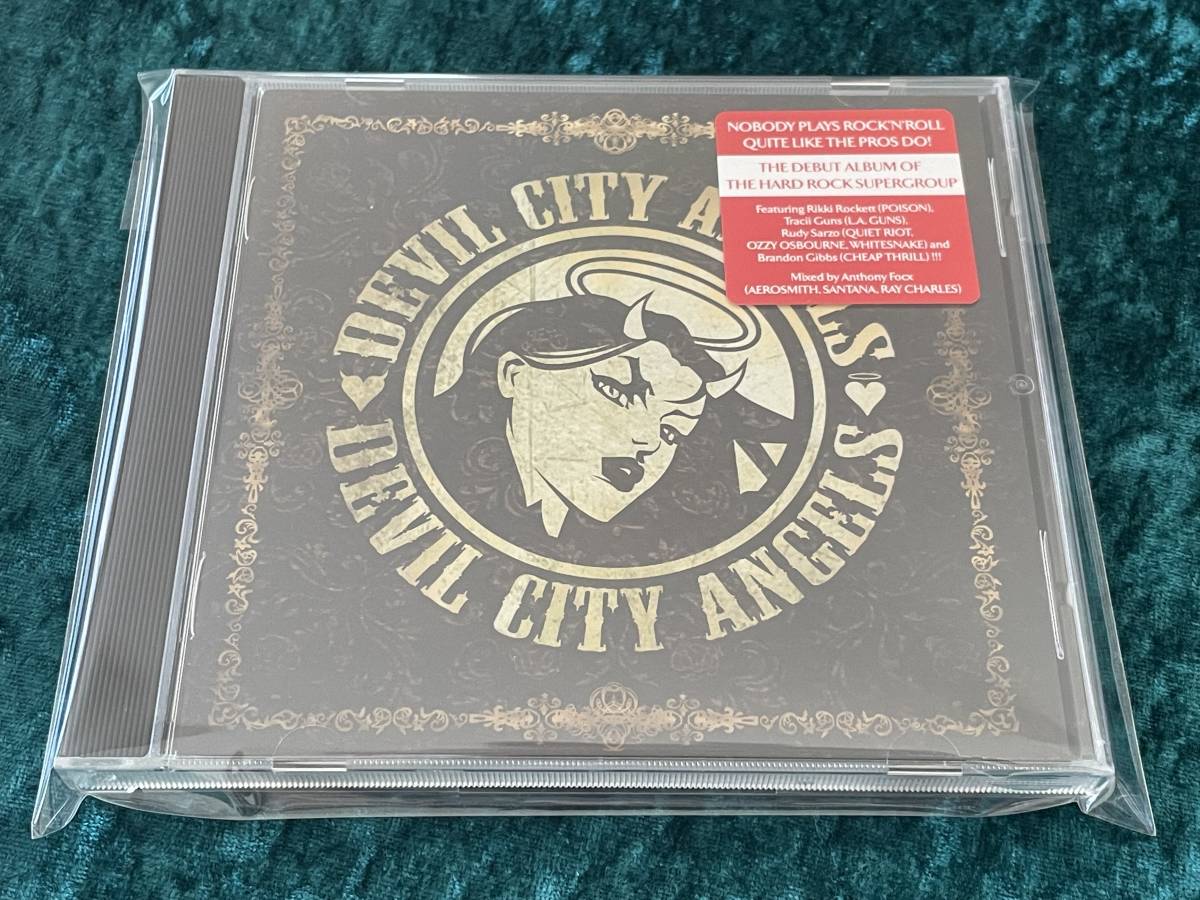 DEVIL CITY A
ES
DEVIL CITY ANGELS
NOBODY PLAYS ROCK'N'ROLL
QUITE LIKE THE PROS DO!
THE DEBUT ALBUM OF
THE HARD ROCK SUPERGROUP
Featuring Rikki Rockett (POISON),
Tracii Guns (L.A. GUNS),
Rudy Sarzo (QUIET RIOT,
OZZY OSBOURNE, WHITESNAKE) and
Brandon Gibbs (CHEAP THRILL) !!!
Mixed by Anthony Focx
(AEROSMITH, SANTANA, RAY CHARLES)